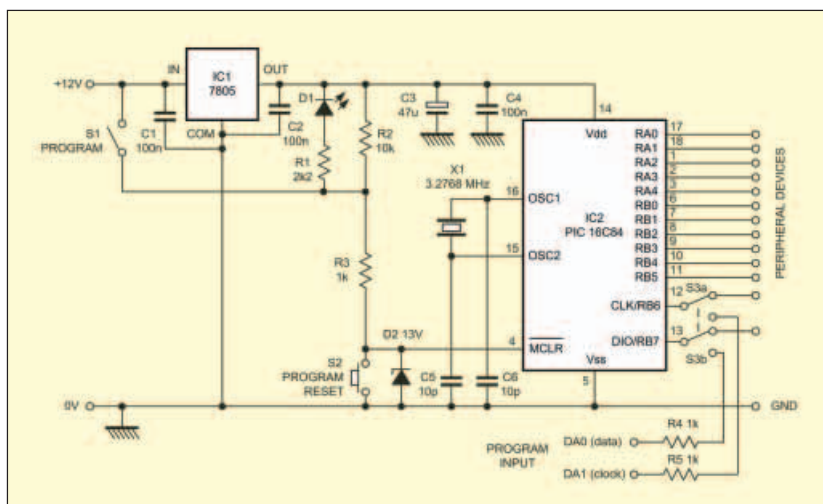 +12V
IN
IC1
7805
OUT
COM
S1
PROGRAM
C1
100n
C2
100n
D1
R1
2k2
R2
10k
C3
47u
C4
100n
X1
3.2768 MHz
R3
1k
S2
PROGRAM
RESET
D2 13V
C5
10p
C6
10p
14
Vdd
16
OSC1
15
OSC2
IC2
PIC 16C84
4
MCLR
Vss
5
RA0
17
RA1
18
RA2
1
RA3
2
RA4
3
RB0
6
RB1
7
RB2
8
RB3
9
RB4
10
RB5
11
CLK/RB6
12
DIO/RB7
13
S3a
S3b
PERIPHERAL DEVICES
0V
GND
PROGRAM
INPUT
DA0 (data)
R4 1k
DA1 (clock)
R5 1k